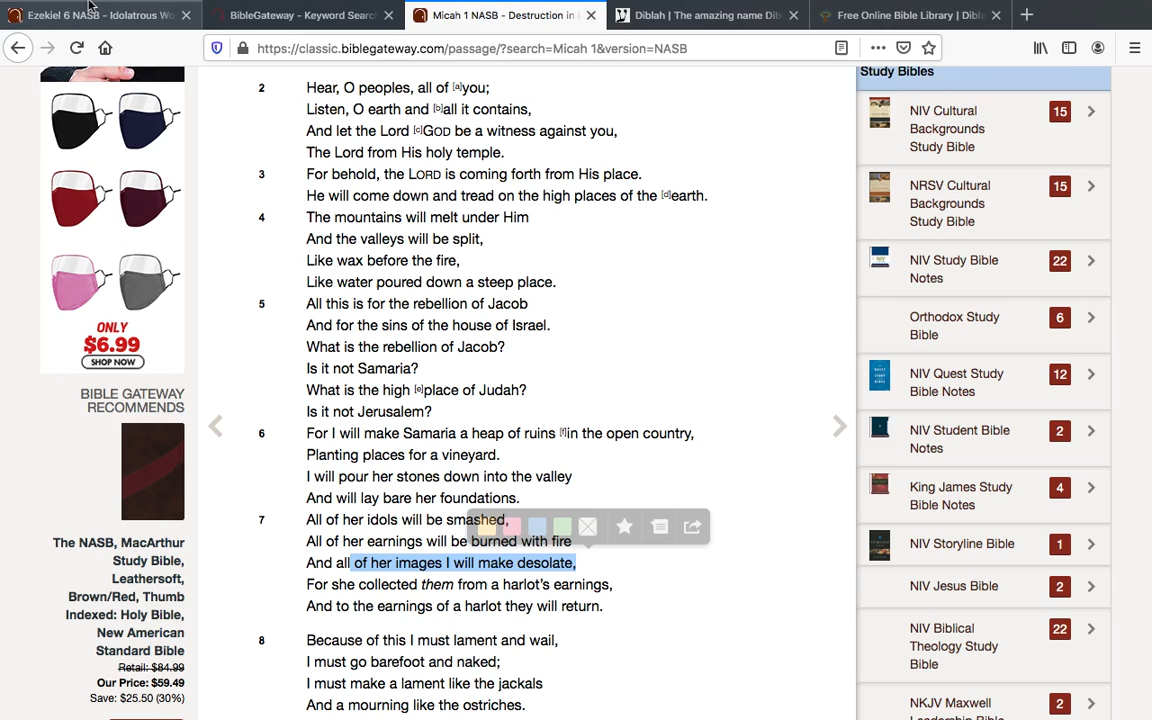 Ezekiel 6 NASB - Idolatrous Wo
BibleGateway - Keyword Search:
Micah 1 NASB - Destruction in
Diblah | The amazing name Dib
Free Online Bible Library | Dibla
https://classic.biblegateway.com/passage/?search=Micah 1&version=NASB
ONLY
$6.99
SHOP NOW
BIBLE GATEWAY
RECOMMENDS
The NASB, MacArthur
Study Bible,
Leathersoft,
Brown/Red, Thumb
Indexed: Holy Bible,
New American
Standard Bible
Retail: $84.99
Our Price: $59.49
Save: $25.50 (30%)
2 Hear, O peoples, all of [a]you;
Listen, O earth and [b]all it contains,
And let the Lord [c]GOD be a witness against you,
The Lord from His holy temple.
3 For behold, the LORD is coming forth from His place.
He will come down and tread on the high places of the [d]earth.
4 The mountains will melt under Him
And the valleys will be split,
Like wax before the fire,
Like water poured down a steep place.
5 All this is for the rebellion of Jacob
And for the sins of the house of Israel.
What is the rebellion of Jacob?
Is it not Samaria?
What is the high [e]place of Judah?
Is it not Jerusalem?
6 For I will make Samaria a heap of ruins [f]in the open country,
Planting places for a vineyard.
I will pour her stones down into the valley
And will lay bare her foundations.
7 All of her idols will be smashed,
All of her earnings will be burned with fire
And all of her images I will make desolate,
For she collected them from a harlot's earnings,
And to the earnings of a harlot they will return.
8 Because of this I must lament and wail,
I must go barefoot and naked;
I must make a lament like the jackals
And a mourning like the ostriches.
Study Bibles
NIV Cultural
Backgrounds
Study Bible
15
NRSV Cultural
Backgrounds
Study Bible
15
NIV Study Bible
Notes
22
Orthodox Study
Bible
6
NIV Quest Study
Bible Notes
12
NIV Student Bible
Notes
2
King James Study
Bible Notes
4
NIV Storyline Bible
1
NIV Jesus Bible
2
NIV Biblical
Theology Study
Bible
22
NKJV Maxwell
Leadership Bible
2